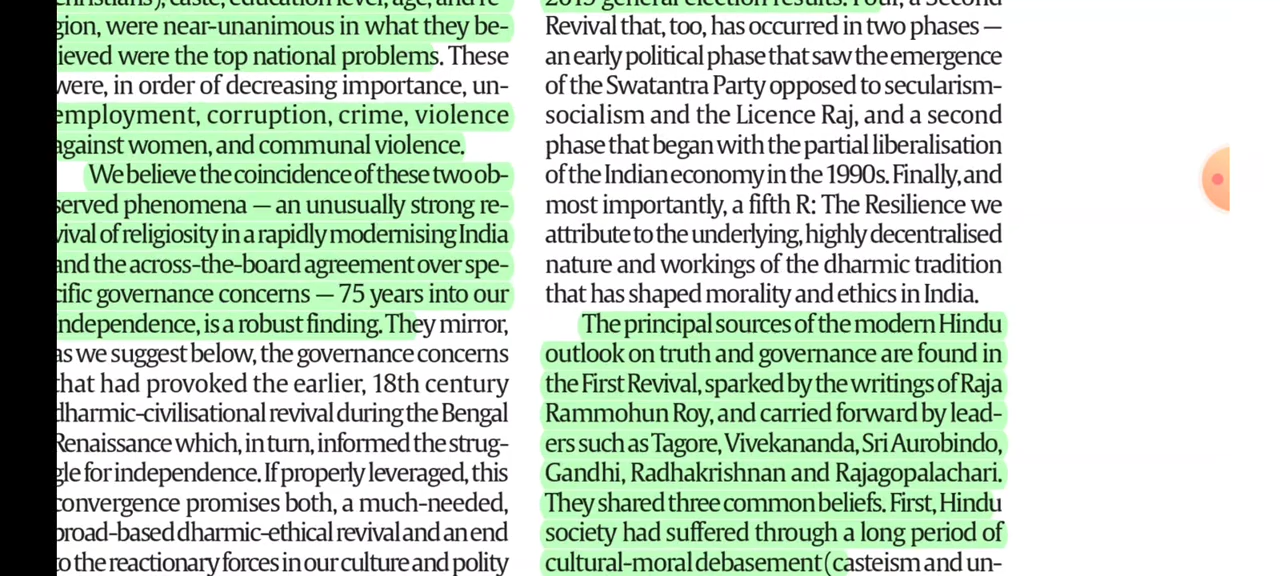 christians), caste, education level, age, and re-
gion, were near-unanimous in what they be-
lieved were the top national problems. These
were, in order of decreasing importance, un-
employment, corruption, crime, violence
against women, and communal violence.
We believe the coincidence of these two ob-
served phenomena — an unusually strong re-
vival of religiosity in a rapidly modernising India
and the across-the-board agreement over spe-
cific governance concerns — 75 years into our
independence, is a robust finding. They mirror,
as we suggest below, the governance concerns
that had provoked the earlier, 18th century
dharmic-civilisational revival during the Bengal
Renaissance which, in turn, informed the strug-
gle for independence. If properly leveraged, this
convergence promises both, a much-needed,
broad-based dharmic-ethical revival and an end
to the reactionary forces in our culture and polity
2019 general election results. Four, a Second
Revival that, too, has occurred in two phases —
an early political phase that saw the emergence
of the Swatantra Party opposed to secularism-
socialism and the Licence Raj, and a second
phase that began with the partial liberalisation
of the Indian economy in the 1990s. Finally, and
most importantly, a fifth R: The Resilience we
attribute to the underlying, highly decentralised
nature and workings of the dharmic tradition
that has shaped morality and ethics in India.
The principal sources of the modern Hindu
outlook on truth and governance are found in
the First Revival, sparked by the writings of Raja
Rammohun Roy, and carried forward by lead-
ers such as Tagore, Vivekananda, Sri Aurobindo,
Gandhi, Radhakrishnan and Rajagopalachari.
They shared three common beliefs. First, Hindu
society had suffered through a long period of
cultural-moral debasement (casteism and un-